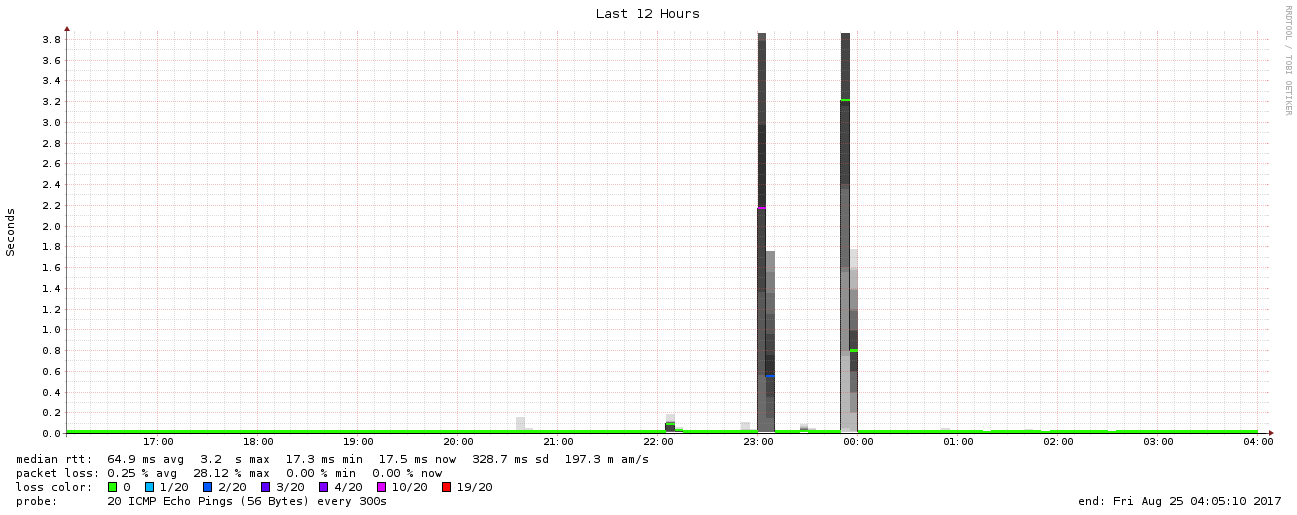 Last 12 Hours
RRDTOOL / TOBI OETIKER
Seconds
3.8
3.6
3.4
3.2
3.0
2.8
2.6
2.4
2.2
2.0
1.8
1.6
1.4
1.2
1.0
0.8
0.6
0.4
0.2
0.0
17:00 18:00 19:00 20:00 21:00 22:00 23:00 00:00 01:00 02:00 03:00 04:00
median rtt: 64.9 ms avg 3.2 s max 17.3 ms min 17.5 ms now 328.7 ms sd 197.3 m am/s
packet loss: 0.25 % avg 28.12 % max 0.00 % min 0.00 % now
loss color: 0 1/20 2/20 3/20 4/20 10/20 19/20
probe: 20 ICMP Echo Pings (56 Bytes) every 300s end: Fri Aug 25 04:05:10 2017